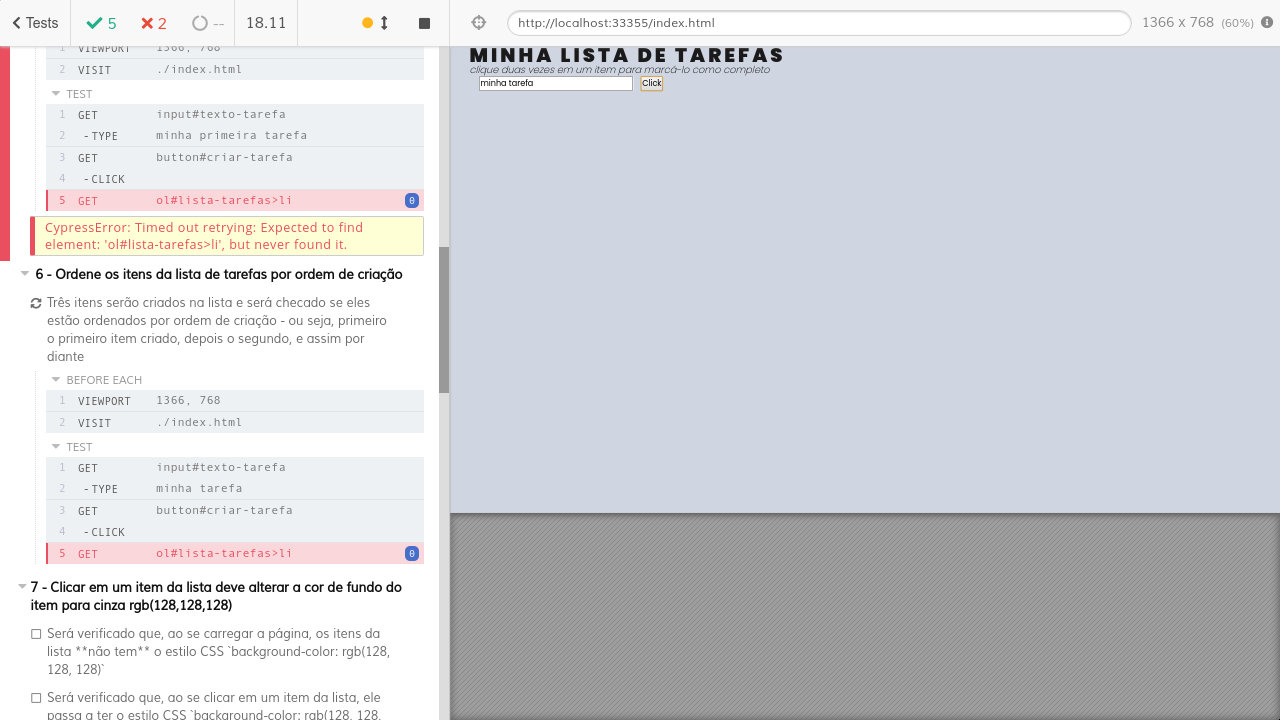 Tests 5 2 -- 18.11
http://localhost:33355/index.html 1366 x 768 (60%)
1 VIEWPORT 1366, 768
2 VISIT ./index.html
TEST
1 GET input#texto-tarefa
2 -TYPE minha primeira tarefa
3 GET button#criar-tarefa
4 -CLICK
5 GET ol#lista-tarefas>li 0
CypressError: Timed out retrying: Expected to find
element: 'ol#lista-tarefas>li', but never found it.
6 - Ordene os itens da lista de tarefas por ordem de criação
Três itens serão criados na lista e será checado se eles
estão ordenados por ordem de criação - ou seja, primeiro
o primeiro item criado, depois o segundo, e assim por
diante
BEFORE EACH
1 VIEWPORT 1366, 768
2 VISIT ./index.html
TEST
1 GET input#texto-tarefa
2 -TYPE minha tarefa
3 GET button#criar-tarefa
4 -CLICK
5 GET ol#lista-tarefas>li 0
7 - Clicar em um item da lista deve alterar a cor de fundo do
item para cinza rgb(128,128,128)
Será verificado que, ao se carregar a página, os itens da
lista **não tem** o estilo CSS `background-color: rgb(128,
128, 128)`
Será verificado que, ao se clicar em um item da lista, ele
passa a ter o estilo CSS `background-color: rgb(128, 128,
MINHA LISTA DE TAREFAS
clique duas vezes em um item para marcá-lo como completo
minha tarefa Click